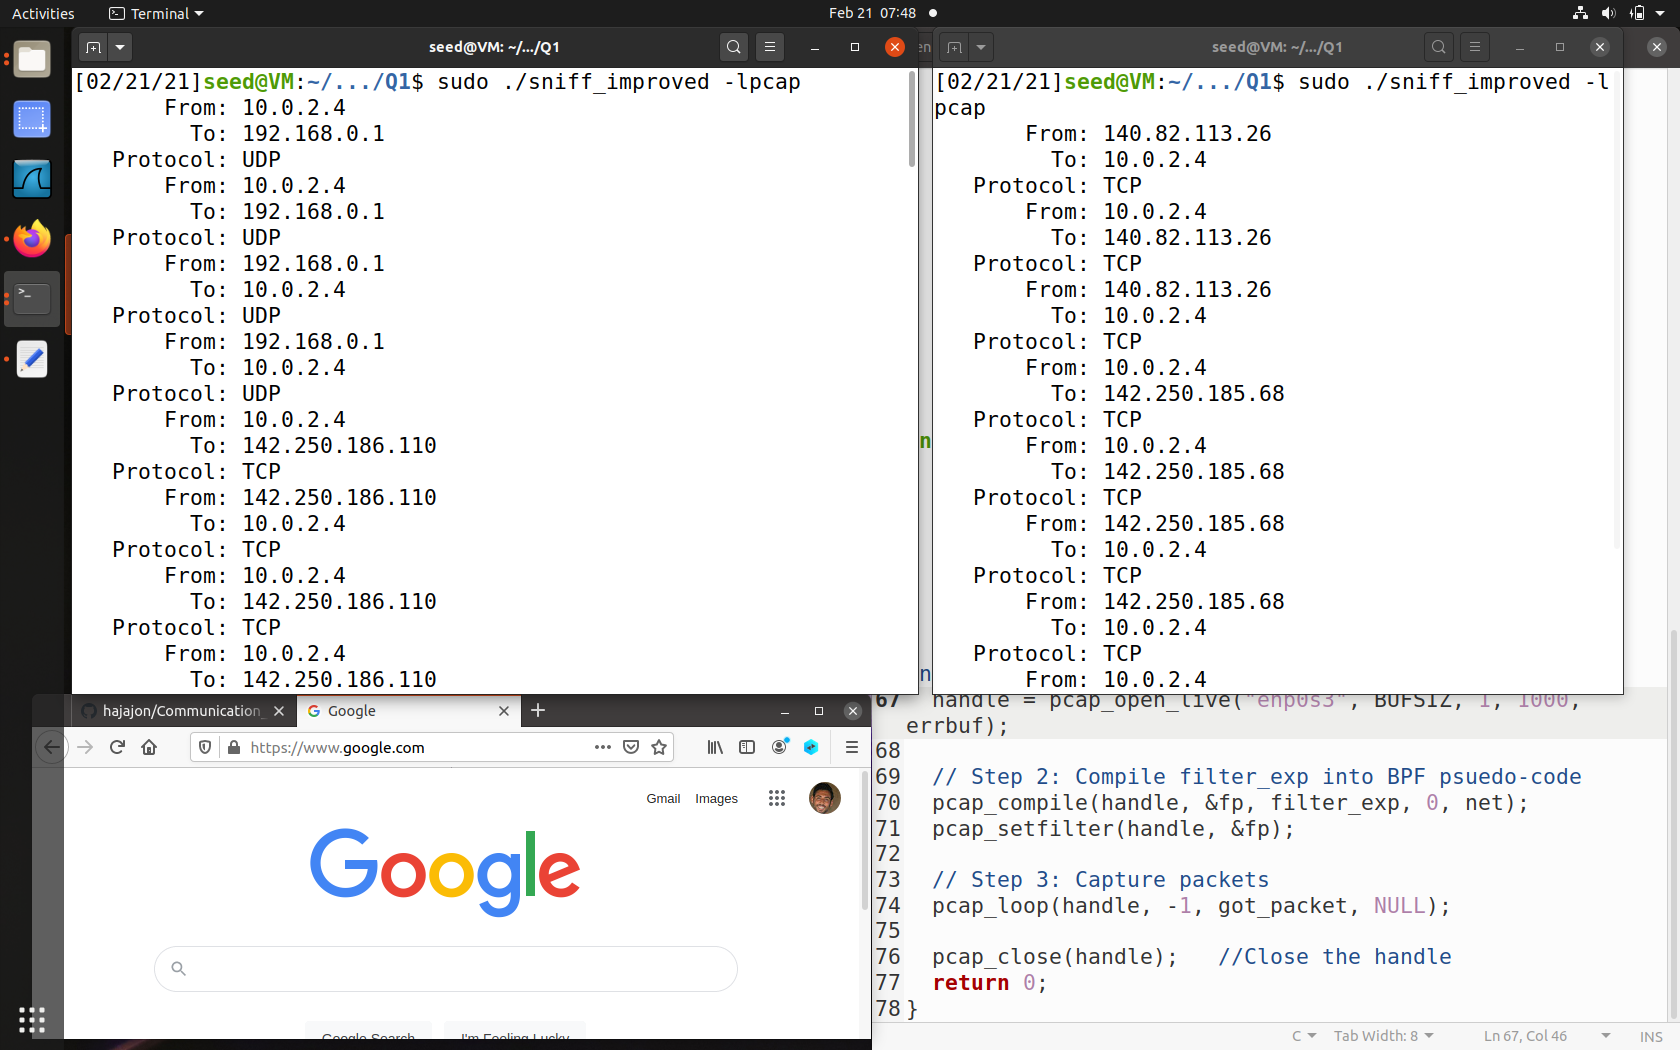 Activities
Terminal
Feb 21 07:48
seed@VM: ~/.../Q1
[02/21/21]seed@VM:~/.../Q1$ sudo ./sniff_improved -lpcap
From: 10.0.2.4
To: 192.168.0.1
Protocol: UDP
From: 10.0.2.4
To: 192.168.0.1
Protocol: UDP
From: 192.168.0.1
To: 10.0.2.4
Protocol: UDP
From: 192.168.0.1
To: 10.0.2.4
Protocol: UDP
From: 10.0.2.4
To: 142.250.186.110
Protocol: TCP
From: 142.250.186.110
To: 10.0.2.4
Protocol: TCP
From: 10.0.2.4
To: 142.250.186.110
Protocol: TCP
From: 10.0.2.4
To: 142.250.186.110
seed@VM: ~/.../Q1
[02/21/21]seed@VM:~/.../Q1$ sudo ./sniff_improved -l
pcap
From: 140.82.113.26
To: 10.0.2.4
Protocol: TCP
From: 10.0.2.4
To: 140.82.113.26
Protocol: TCP
From: 140.82.113.26
To: 10.0.2.4
Protocol: TCP
From: 10.0.2.4
To: 142.250.185.68
Protocol: TCP
From: 10.0.2.4
To: 142.250.185.68
Protocol: TCP
From: 142.250.185.68
To: 10.0.2.4
Protocol: TCP
From: 142.250.185.68
To: 10.0.2.4
Protocol: TCP
From: 10.0.2.4
hajajon/Communication_
Google
https://www.google.com
Gmail Images
Google
Google Search I'm Feeling Lucky
67 handle = pcap_open_live("enp0s3", BUFSIZ, 1, 1000,
errbuf);
68
69 // Step 2: Compile filter_exp into BPF psuedo-code
70 pcap_compile(handle, &fp, filter_exp, 0, net);
71 pcap_setfilter(handle, &fp);
72
73 // Step 3: Capture packets
74 pcap_loop(handle, -1, got_packet, NULL);
75
76 pcap_close(handle); //Close the handle
77 return 0;
78 }
C Tab Width: 8 Ln 67, Col 46 INS